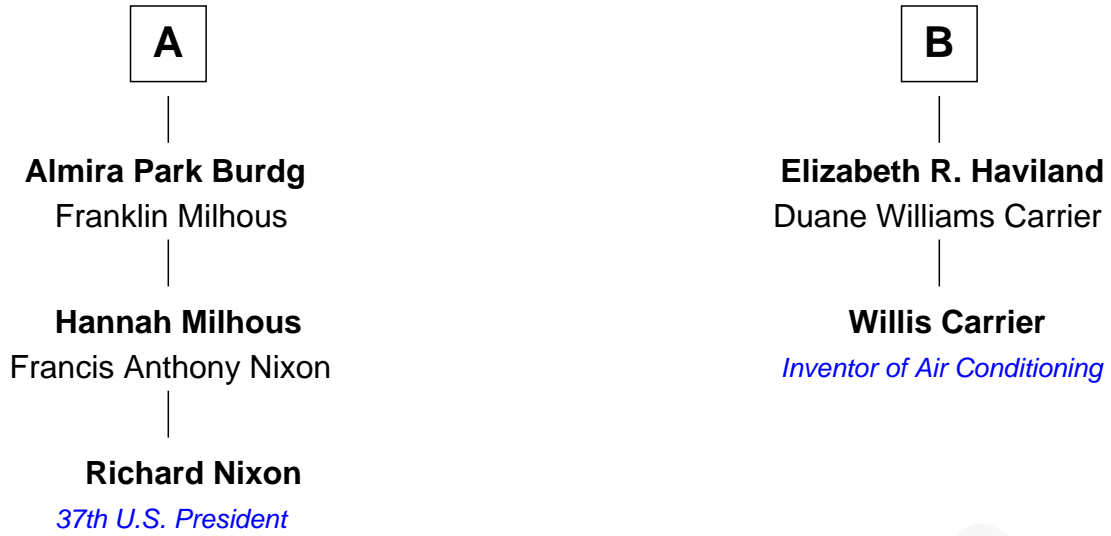 A
Almira Park Burdg
Franklin Milhous
Hannah Milhous
Francis Anthony Nixon
Richard Nixon
37th U.S. President
B
Elizabeth R. Haviland
Duane Williams Carrier
Willis Carrier
Inventor of Air Conditioning